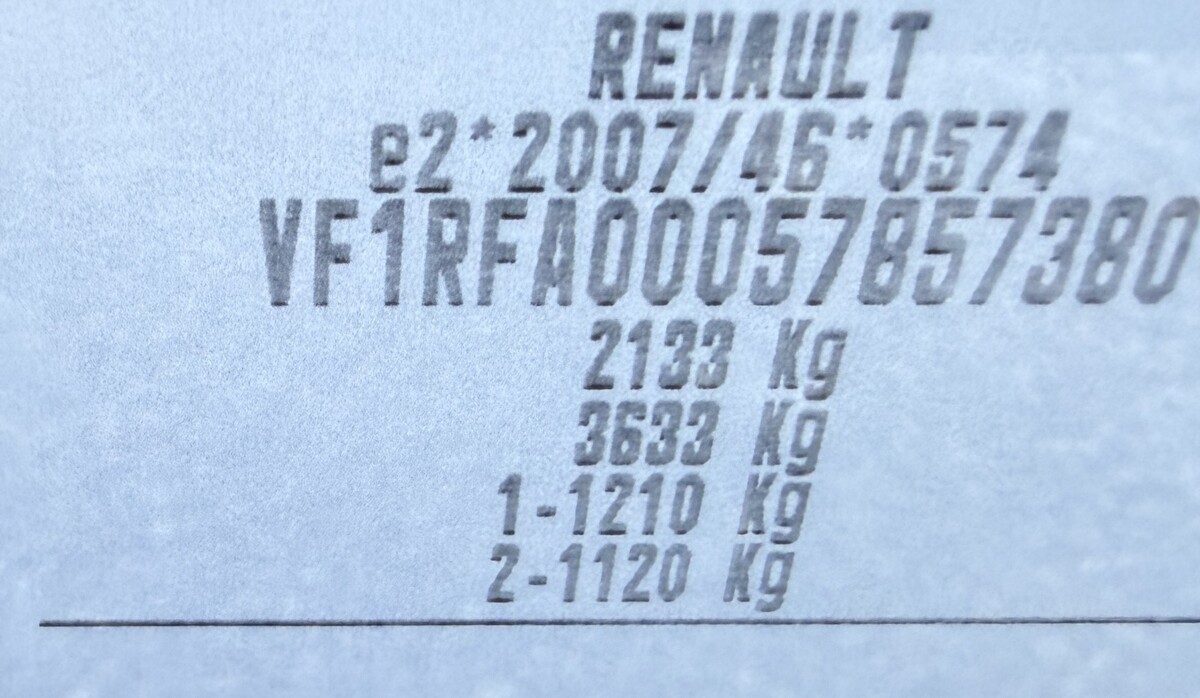 RENAULT
e2*2007/46*0574
VF1RFA00057857380
2133 Kg
3633 Kg
1-1210 Kg
2-1120 Kg